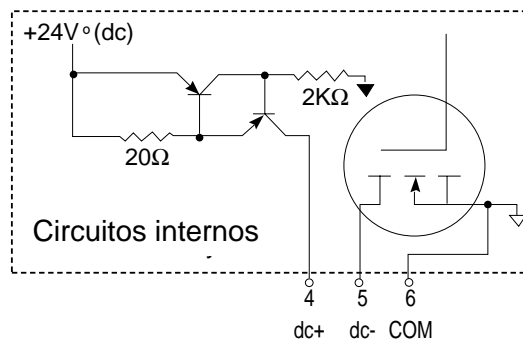 +24V° (dc)
2KΩ
20Ω
Circuitos internos
4 5 6
dc+ dc- COM